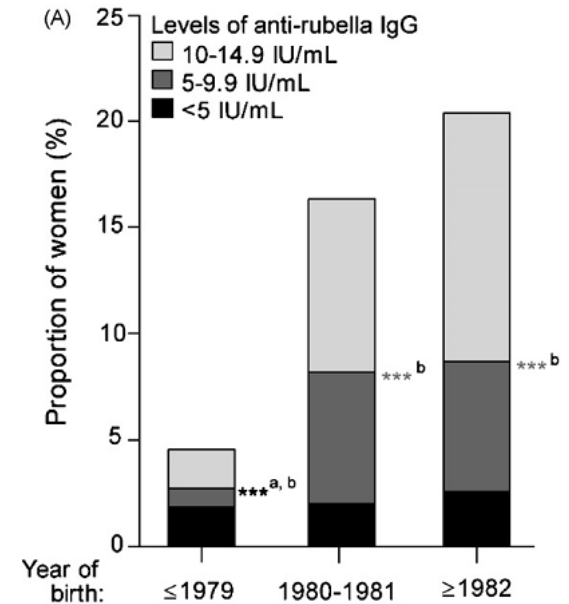 (A)
Levels of anti-rubella IgG
10-14.9 IU/mL
5-9.9 IU/mL
<5 IU/mL
Proportion of women (%)
25
20
15
10
5
0
***a, b
***b
***b
Year of
birth:
≤1979 1980-1981 ≥1982